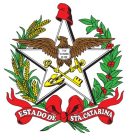 ESTADO DE STA. CATARINA